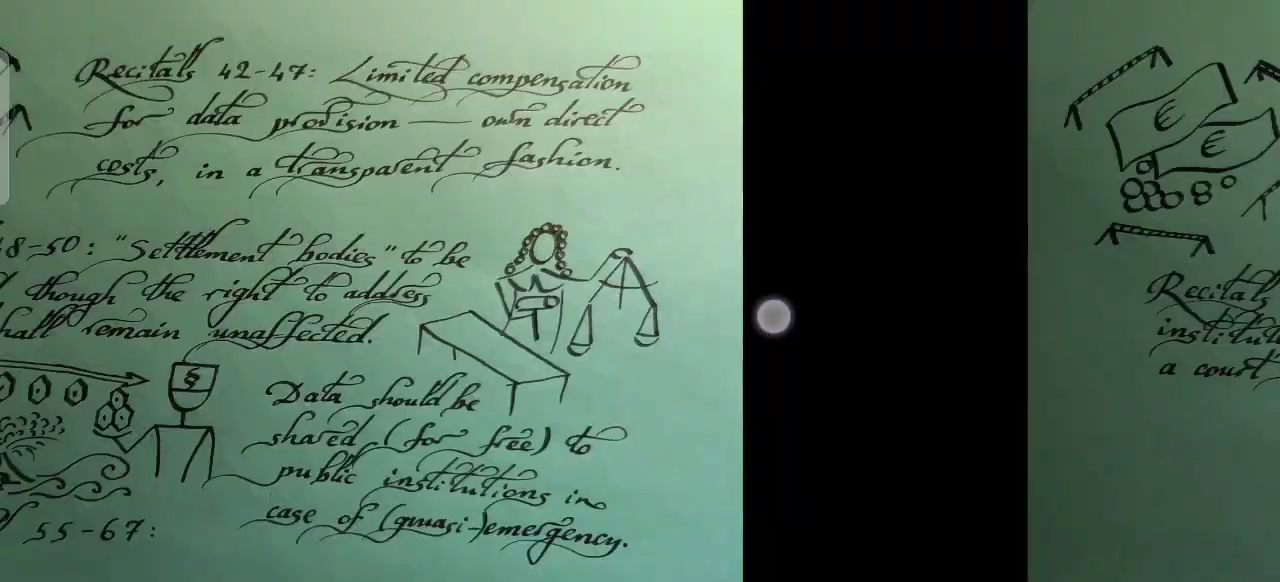 Recitals 42-47: Limited compensation
for data provision — own direct
costs, in a transparent fashion.
8-50: "Settlement bodies" to be
though the right to address
hall remain unaffected.
§
Data should be
shared (for free) to
public institutions in
case of (quasi-)emergency.
of 55-67:
€
€
Recitals
institut
a court